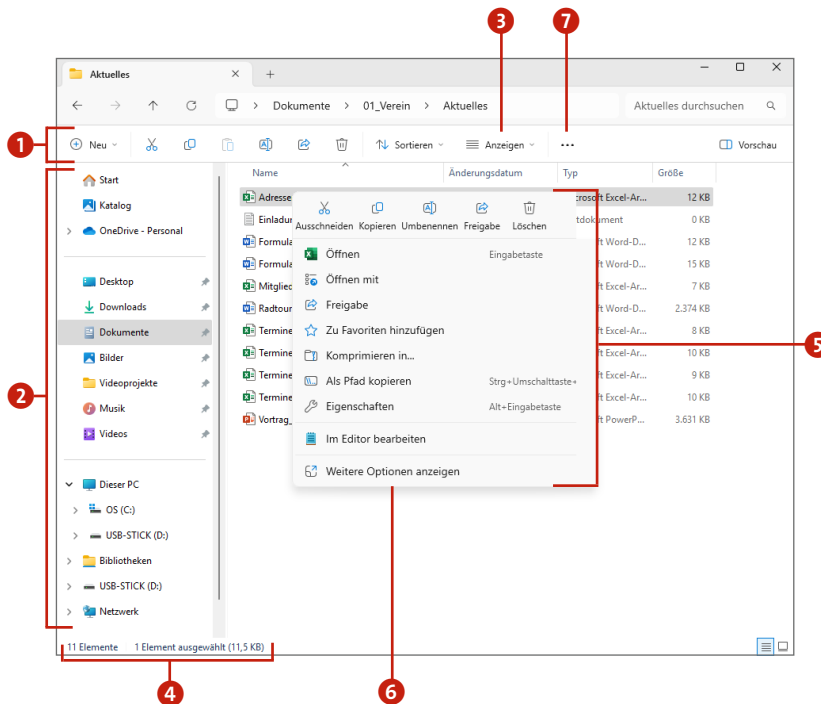 3
7
Aktuelles
Dokumente > 01_Verein > Aktuelles
Aktuelles durchsuchen
1
Neu
Sortieren
Anzeigen
...
Vorschau
Name
Änderungsdatum
Typ
Größe
Start
Katalog
OneDrive - Personal
Desktop
Downloads
Dokumente
Bilder
Videoprojekte
Musik
Videos
Dieser PC
OS (C:)
USB-STICK (D:)
Bibliotheken
USB-STICK (D:)
Netzwerk
2
Adresse
crosoft Excel-Ar... 12 KB
Einladu
tdokument 0 KB
Formula
ft Word-D... 12 KB
Formula
ft Word-D... 15 KB
Mitglied
ft Excel-Ar... 7 KB
Radtour
ft Word-D... 2.374 KB
Termine
ft Excel-Ar... 8 KB
Termine
ft Excel-Ar... 10 KB
Termine
ft Excel-Ar... 9 KB
Termine
ft Excel-Ar... 10 KB
Vortrag_
ft PowerP... 3.631 KB
Ausschneiden Kopieren Umbenennen Freigabe Löschen
Öffnen Eingabetaste
Öffnen mit
Freigabe
Zu Favoriten hinzufügen
Komprimieren in...
Als Pfad kopieren Strg+Umschalttaste+
Eigenschaften Alt+Eingabetaste
Im Editor bearbeiten
Weitere Optionen anzeigen
5
11 Elemente 1 Element ausgewählt (11,5 KB)
4
6